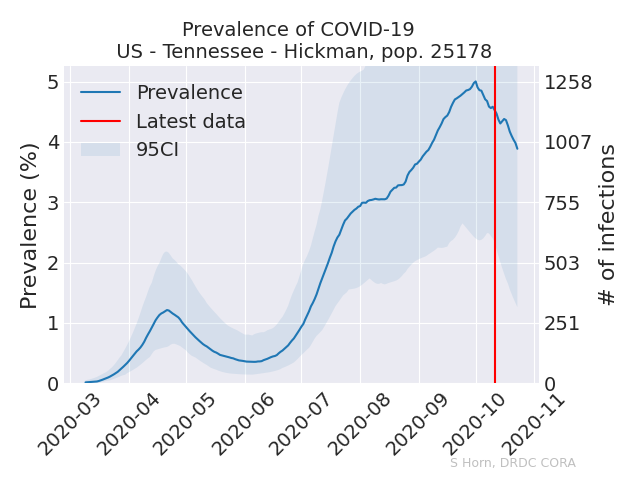 Prevalence of COVID-19
US - Tennessee - Hickman, pop. 25178
Prevalence
Latest data
95CI
Prevalence (%)
5
4
3
2
1
0
1258
1007
755
503
251
0
# of infections
2020-03
2020-04
2020-05
2020-06
2020-07
2020-08
2020-09
2020-10
2020-11
S Horn, DRDC CORA